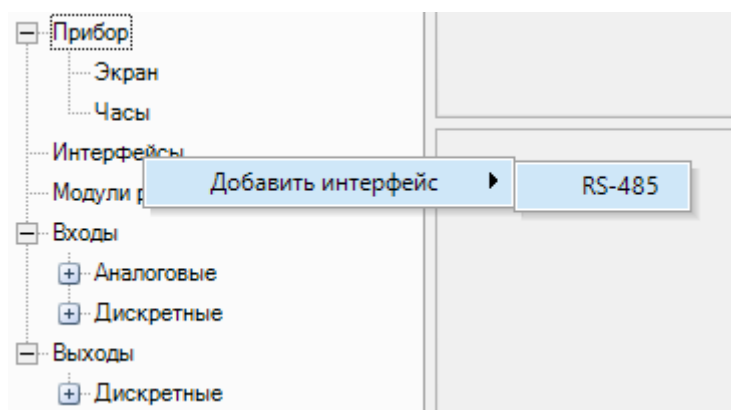 Прибор
Экран
Часы
Интерфейсы
Добавить интерфейс
RS-485
Модули
Входы
Аналоговые
Дискретные
Выходы
Дискретные